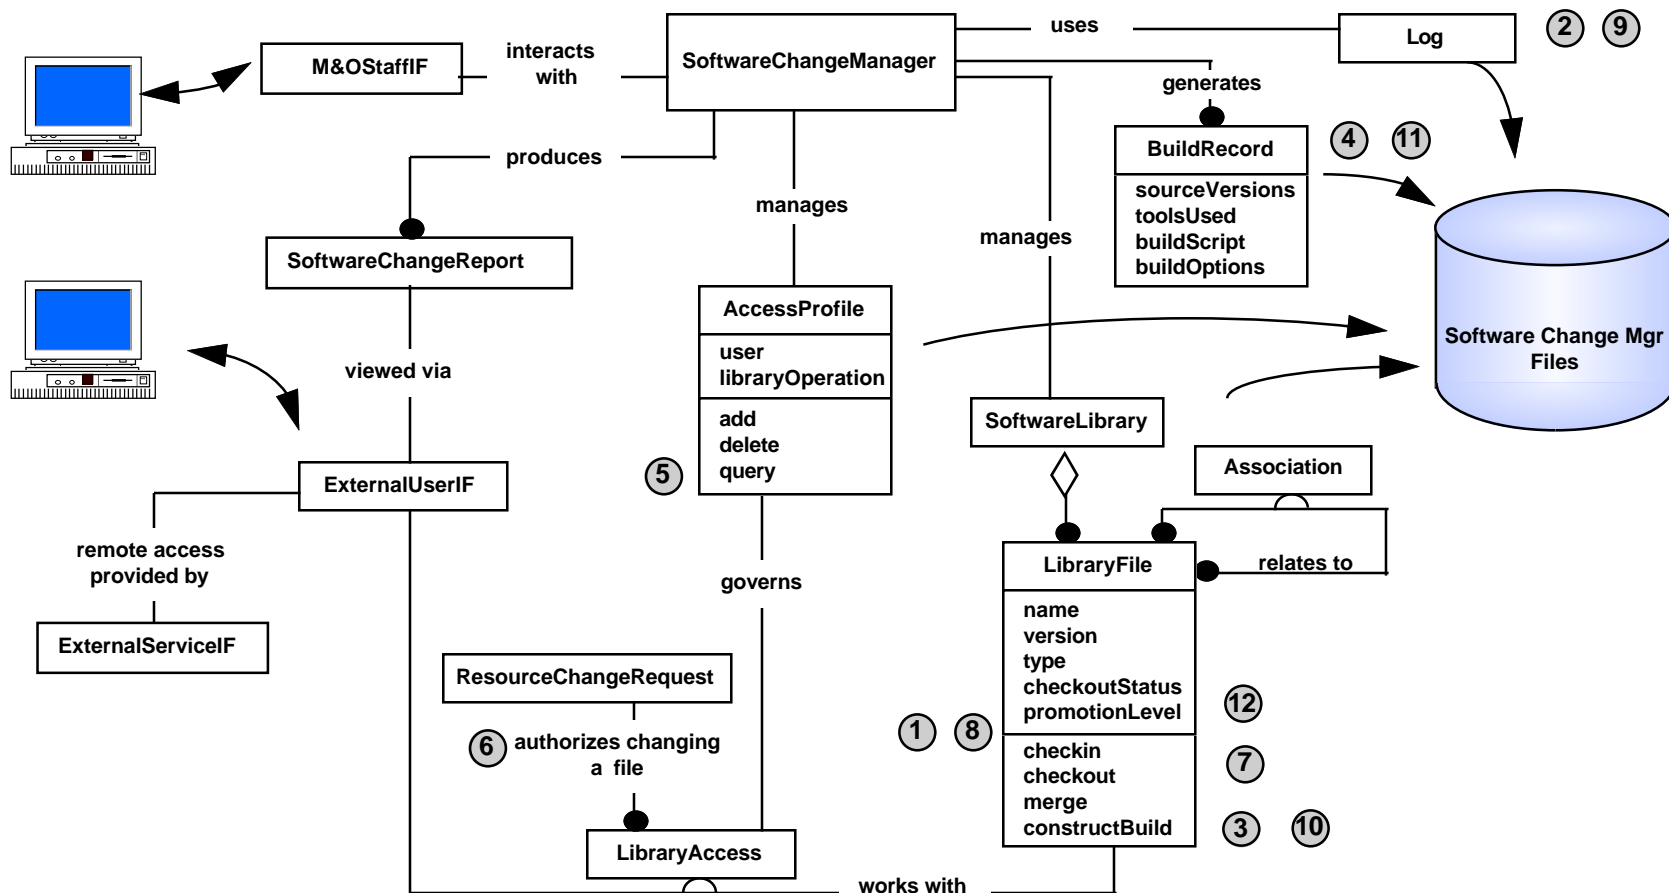 uses
Log
2
9
M&OStaffIF
interacts
with
SoftwareChangeManager
generates
BuildRecord
4
11
sourceVersions
toolsUsed
buildScript
buildOptions
produces
manages
manages
SoftwareChangeReport
AccessProfile
user
libraryOperation
add
delete
query
5
Software Change Mgr
Files
viewed via
SoftwareLibrary
Association
ExternalUserIF
remote access
provided by
ExternalServiceIF
governs
LibraryFile
relates to
name
version
type
checkoutStatus
promotionLevel
12
1
8
checkin
checkout
merge
constructBuild
7
3
10
ResourceChangeRequest
6
authorizes changing
a file
LibraryAccess
works with